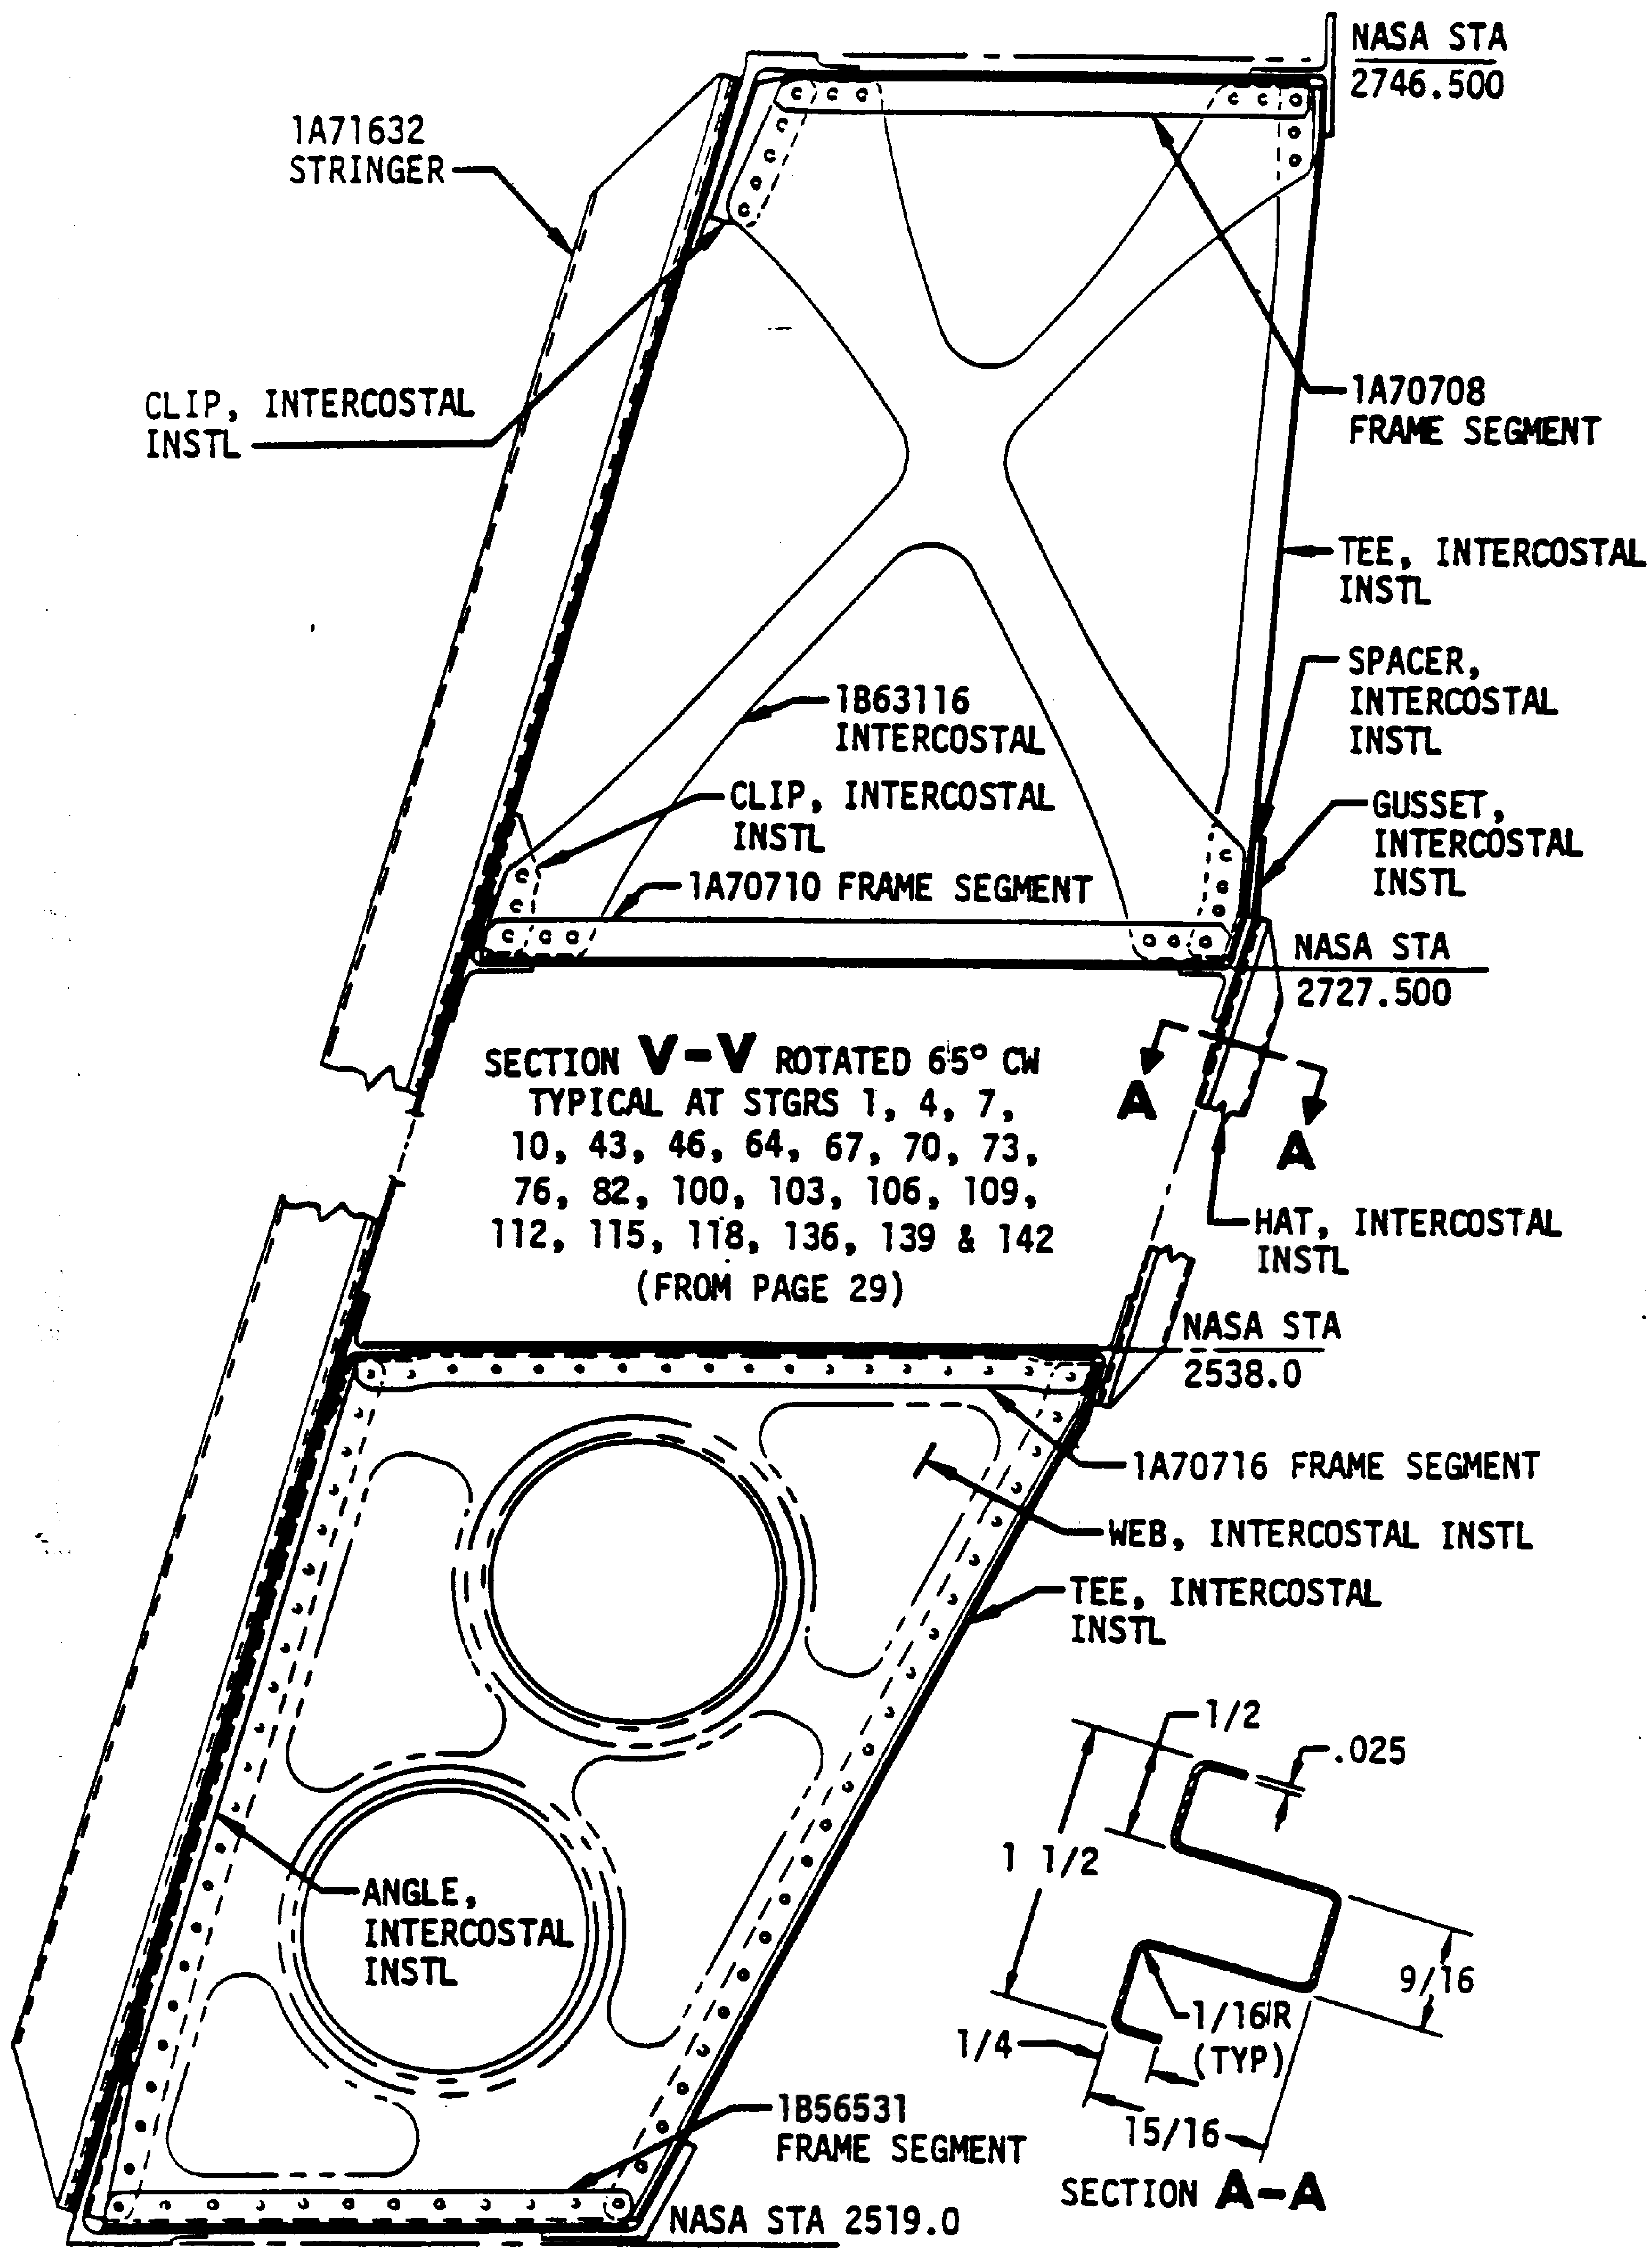 NASA STA
2746.500
1A71632
STRINGER
CLIP, INTERCOSTAL
INSTL
1A70708
FRAME SEGMENT
TEE, INTERCOSTAL
INSTL
SPACER,
INTERCOSTAL
INSTL
1B63116
INTERCOSTAL
CLIP, INTERCOSTAL
INSTL
GUSSET,
INTERCOSTAL
INSTL
1A70710 FRAME SEGMENT
NASA STA
2727.500
SECTION V-V ROTATED 65° CW
TYPICAL AT STGRS 1, 4, 7,
10, 43, 46, 64, 67, 70, 73,
76, 82, 100, 103, 106, 109,
112, 115, 118, 136, 139 & 142
(FROM PAGE 29)
A
A
HAT, INTERCOSTAL
INSTL
NASA STA
2538.0
1A70716 FRAME SEGMENT
WEB, INTERCOSTAL INSTL
TEE, INTERCOSTAL
INSTL
1/2
.025
1 1/2
ANGLE,
INTERCOSTAL
INSTL
9/16
1/16R
(TYP)
1/4
15/16
1B56531
FRAME SEGMENT
SECTION A-A
NASA STA 2519.0